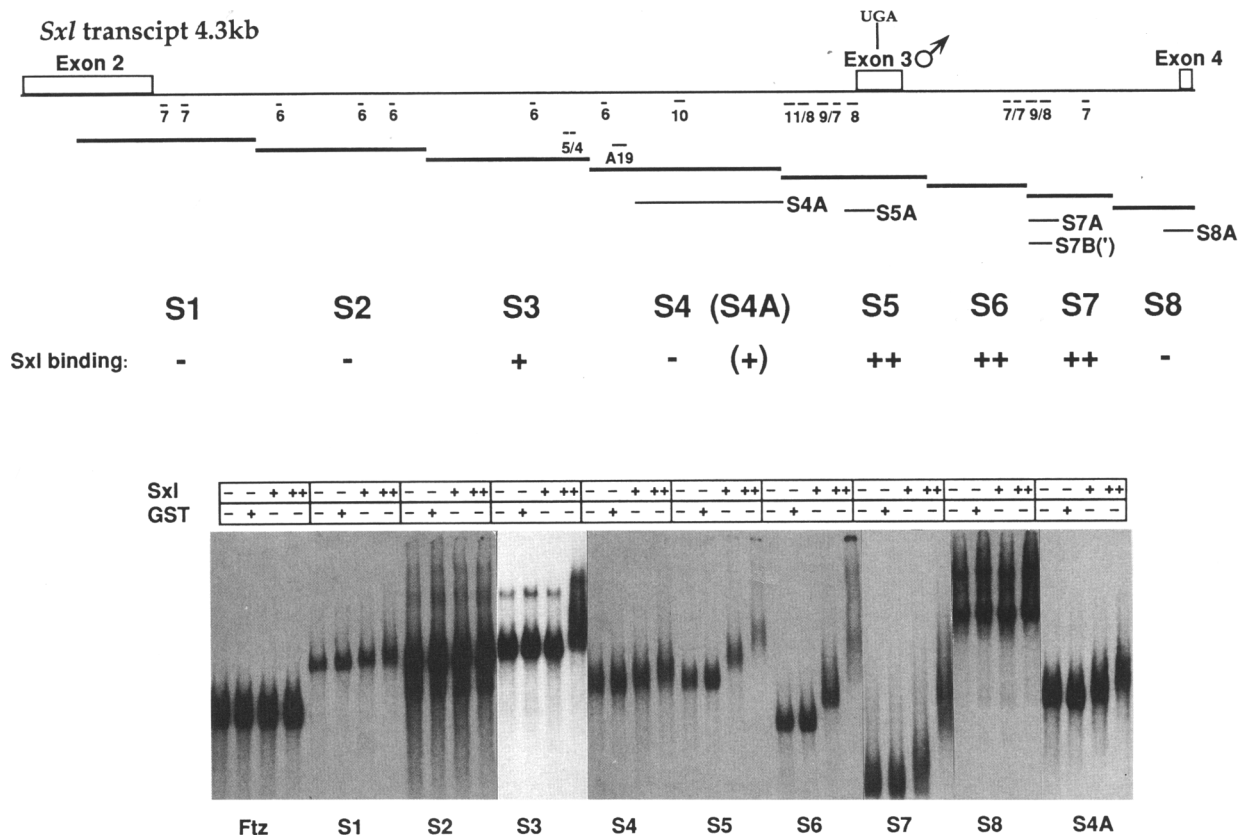 UGA
Sxl transcipt 4.3kb
Exon 2 Exon 3♂ Exon 4
7 7 6 6 6 6 6 10 11/8 9/7 8 7/7 9/8 7
5/4 A19
S4A S5A S7A S8A
S7B(')
S1 S2 S3 S4 (S4A) S5 S6 S7 S8
Sxl binding: - - + - (+) ++ ++ ++ -
Sxl - - + ++ - - + ++ - - + ++ - - + ++ - - + ++ - - + ++ - - + ++ - - + ++ - - + ++ - - + ++
GST - + - - - + - - - + - - - + - - - + - - - + - - - + - - - + - - - + - - - + - -
Ftz S1 S2 S3 S4 S5 S6 S7 S8 S4A